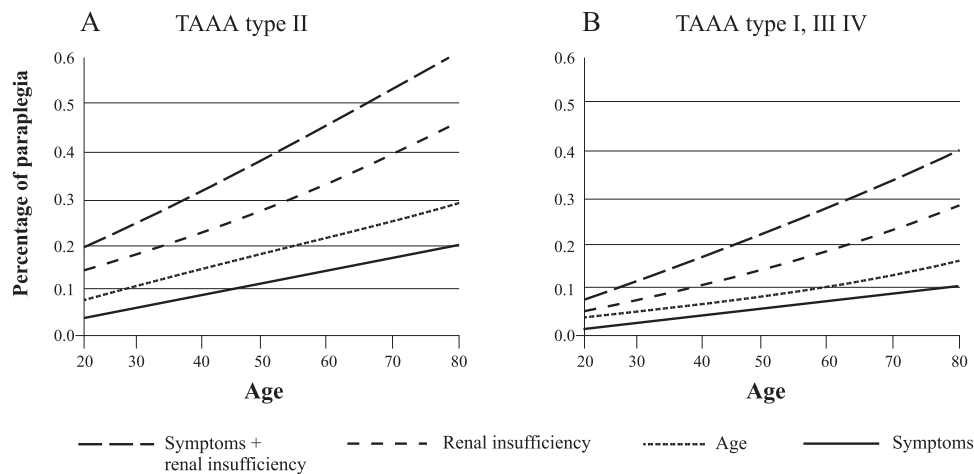 A TAAA type II
B TAAA type I, III IV
Percentage of paraplegia
0.6
0.5
0.4
0.3
0.2
0.1
0.0
20 30 40 50 60 70 80
Age
0.6
0.5
0.4
0.3
0.2
0.1
0.0
20 30 40 50 60 70 80
Age
Symptoms +
renal insufficiency
Renal insufficiency
Age
Symptoms